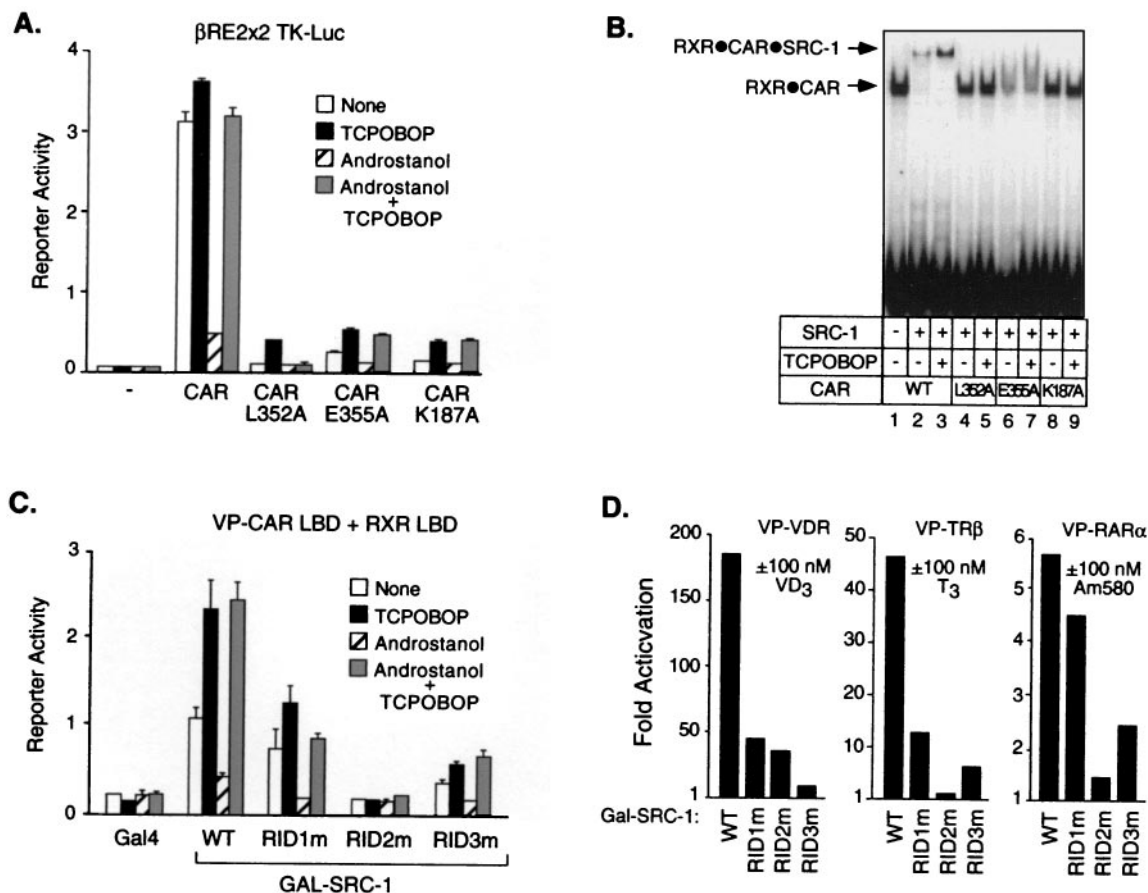 A.
βRE2x2 TK-Luc
Reporter Activity
4
3
2
1
0
None
TCPOBOP
Androstanol
Androstanol
+
TCPOBOP
-
CAR
CAR L352A
CAR E355A
CAR K187A
B.
RXR●CAR●SRC-1
RXR●CAR
SRC-1 - + + + + + + + +
TCPOBOP - - + - + - + - +
CAR WT L352A E355A K187A
1 2 3 4 5 6 7 8 9
C.
VP-CAR LBD + RXR LBD
Reporter Activity
3
2
1
0
None
TCPOBOP
Androstanol
Androstanol
+
TCPOBOP
Gal4 WT RID1m RID2m RID3m
GAL-SRC-1
D.
Fold Acticvation
VP-VDR
±100 nM
VD3
200
150
100
50
1
VP-TRβ
±100 nM
T3
50
40
30
20
10
1
VP-RARα
±100 nM
Am580
6
5
4
3
2
1
Gal-SRC-1:
WT RID1m RID2m RID3m
WT RID1m RID2m RID3m
WT RID1m RID2m RID3m